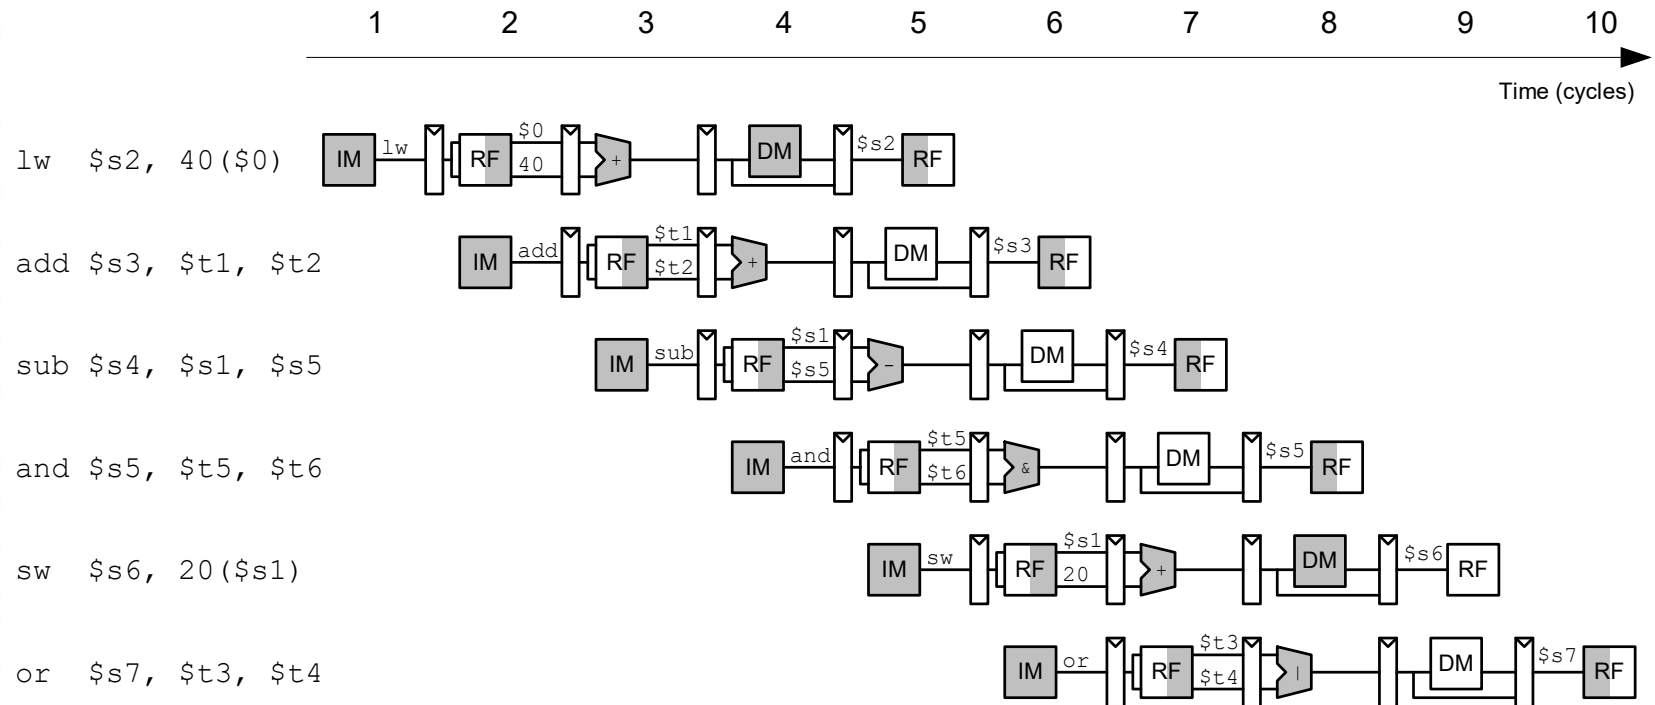 1 2 3 4 5 6 7 8 9 10
Time (cycles)
lw $s2, 40($0) IM lw RF $0 40 + DM $s2 RF
add $s3, $t1, $t2 IM add RF $t1 $t2 + DM $s3 RF
sub $s4, $s1, $s5 IM sub RF $s1 $s5 - DM $s4 RF
and $s5, $t5, $t6 IM and RF $t5 $t6 & DM $s5 RF
sw $s6, 20($s1) IM sw RF $s1 20 + DM $s6 RF
or $s7, $t3, $t4 IM or RF $t3 $t4 | DM $s7 RF